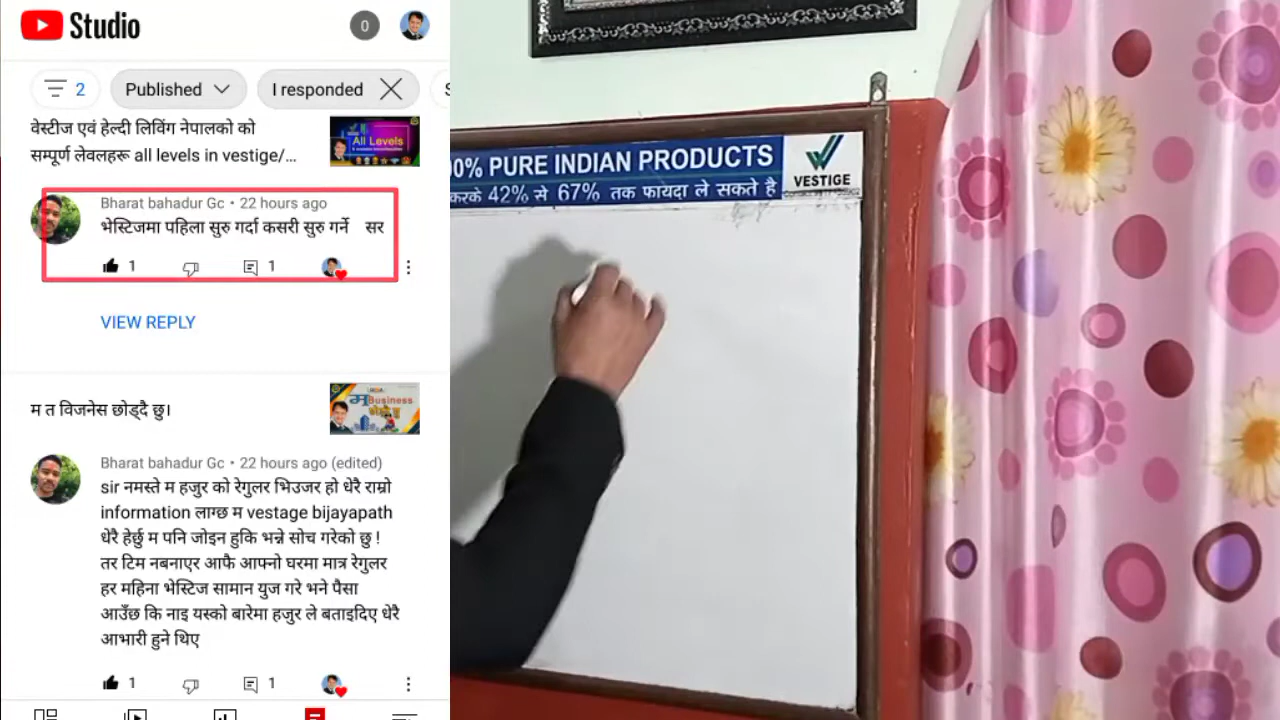 Studio
0
2
Published
I responded
S
वेस्टीज एवं हेल्दी लिविंग नेपालको को
सम्पूर्ण लेवलहरू all levels in vestige/...
All Levels
Bharat bahadur Gc • 22 hours ago
भेस्टिजमा पहिला सुरु गर्दा कसरी सुरु गर्ने सर
1
1
VIEW REPLY
म त विजनेस छोड्दै छु।
म
Business
Bharat bahadur Gc • 22 hours ago (edited)
sir नमस्ते म हजुर को रेगुलर भिउजर हो धेरै राम्रो
information लाग्छ म vestage bijayapath
धेरै हेर्छु म पनि जोइन हुकि भन्ने सोच गरेको छु !
तर टिम नबनाएर आफै आफ्नो घरमा मात्र रेगुलर
हर महिना भेस्टिज सामान युज गरे भने पैसा
आउँछ कि नाइ यस्को बारेमा हजुर ले बताइदिए धेरै
आभारी हुने थिए
1
1
00% PURE INDIAN PRODUCTS
करके 42% से 67% तक फायदा ले सकते है
VESTIGE